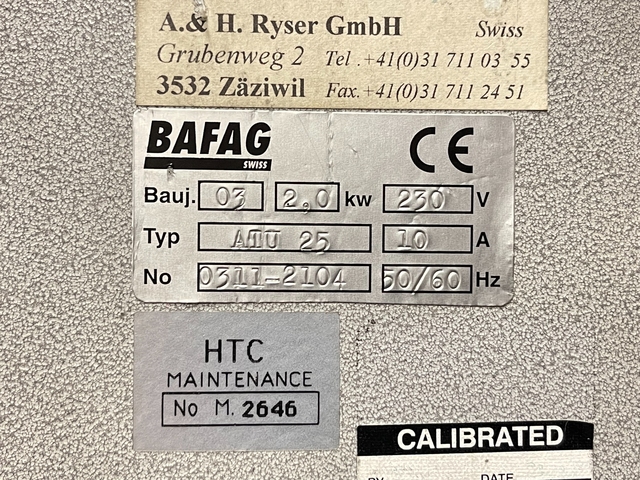 A.& H. Ryser GmbH Swiss
Grubenweg 2 Tel .+41(0)31 711 03 55
3532 Zäziwil Fax.+41(0)31 711 24 51
BAFAG CE
SWISS
Bauj. 03 2,0 kw 230 V
Typ ATU 25 10 A
No 0311-2104 50/60 Hz
HTC
MAINTENANCE
No M. 2646
CALIBRATED
BY DATE